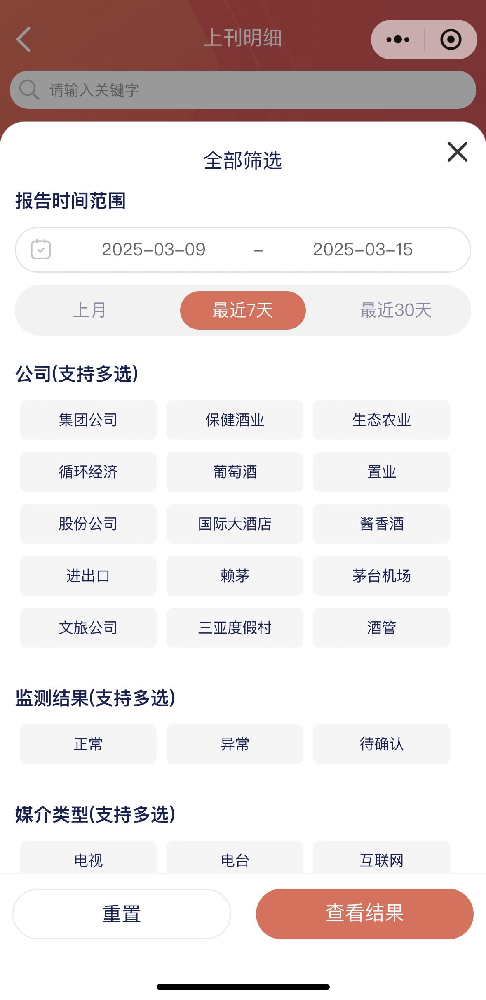 上刊明细
请输入关键字
全部筛选
报告时间范围
2025-03-09 - 2025-03-15
上月 最近7天 最近30天
公司(支持多选)
集团公司 保健酒业 生态农业
循环经济 葡萄酒 置业
股份公司 国际大酒店 酱香酒
进出口 赖茅 茅台机场
文旅公司 三亚度假村 酒管
监测结果(支持多选)
正常 异常 待确认
媒介类型(支持多选)
电视 电台 互联网
重置 查看结果